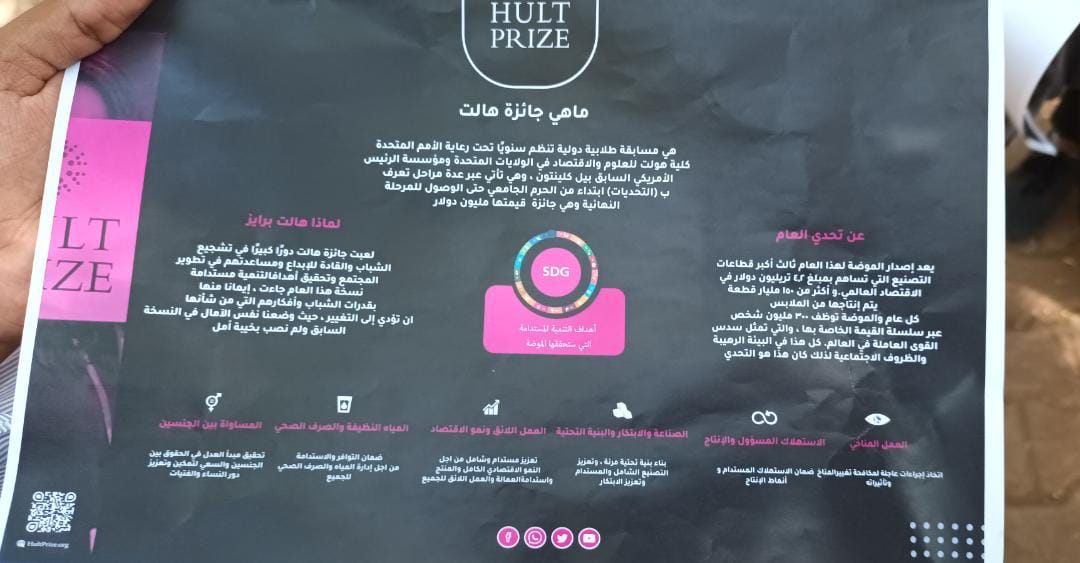 HULT
PRIZE
ماهي جائزة هالت
هي مسابقة طلابية دولية تنظم سنويًا تحت رعاية الأمم المتحدة
كلية هولت للعلوم والاقتصاد في الولايات المتحدة ومؤسسة الرئيس
الأمريكي السابق بيل كلينتون ، وهي تأتي عبر عدة مراحل تعرف
ب (التحديات) ابتداء من الحرم الجامعي حتى الوصول للمرحلة
النهائية وهي جائزة قيمتها مليون دولار
عن تحدي العام
يعد إصدار الموضة لهذا العام ثالث أكبر قطاعات
التصنيع التي تساهم بمبلغ ٤٫٢ تريليون دولار في
الاقتصاد العالمي.و أكثر من ١٥٠ مليار قطعة
يتم إنتاجها من الملابس
كل عام والموضة توظف ٣٠٠ مليون شخص
عبر سلسلة القيمة الخاصة بها ، والتي تمثل سدس
القوى العاملة في العالم. كل هذا في البيئة الرهيبة
والظروف الاجتماعية لذلك كان هذا هو التحدي
SDG
أهداف التنمية المستدامة
التي ستحققها الموضة
لماذا هالت برايز
لعبت جائزة هالت دورًا كبيرًا في تشجيع
الشباب والقادة للإبداع ومساعدتهم في تطوير
المجتمع وتحقيق أهدافالتنمية مستدامة
نسخة هذا العام جاءت ، إيمانا منها
بقدرات الشباب وأفكارهم التي من شأنها
ان تؤدي إلى التغيير ، حيث وضعنا نفس الآمال في النسخة
السابق ولم نصب بخيبة أمل
LT
IZE
العمل المناخي
اتخاذ إجراءات عاجلة لمكافحة تغييرالمناخ و
وتأثيراته
الاستهلاك المسؤول والإنتاج
ضمان الاستهلاك المستدام و
أنماط الإنتاج
الصناعة والابتكار والبنية التحتية
بناء بنية تحتية مرنة ، وتعزيز
التصنيع الشامل والمستدام
وتعزيز الابتكار
العمل اللائق ونمو الاقتصاد
تعزيز مستدام وشامل من اجل
النمو الاقتصادي الكامل والمنتج
واستدامةالعمالة والعمل اللائق للجميع
المياه النظيفة والصرف الصحي
ضمان التوافر والاستدامة
من اجل إدارة المياه والصرف الصحي
للجميع
المساواة بين الجنسين
تحقيق مبدأ العدل في الحقوق بين
الجنسين والسعي لتمكين وتعزيز
دور النساء والفتيات
HultPrize.org